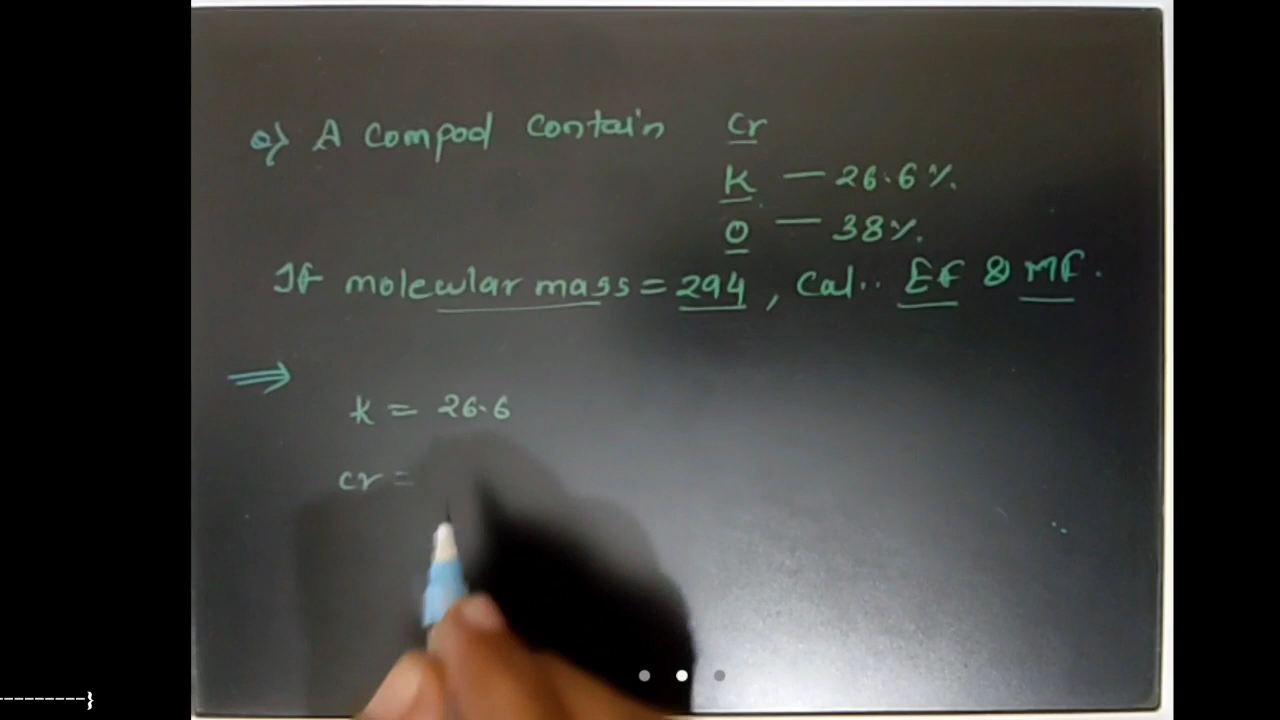 Q) A Compod Contain Cr
K — 26.6%.
O — 38%.
If molecular mass = 294, Cal.. EF & MF.
⇒
K = 26.6
Cr =
--------}